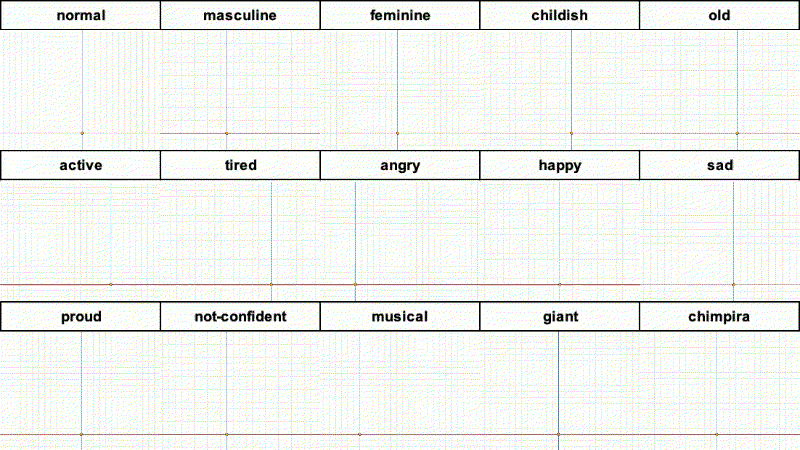 normal masculine feminine childish old
active tired angry happy sad
proud not-confident musical giant chimpira